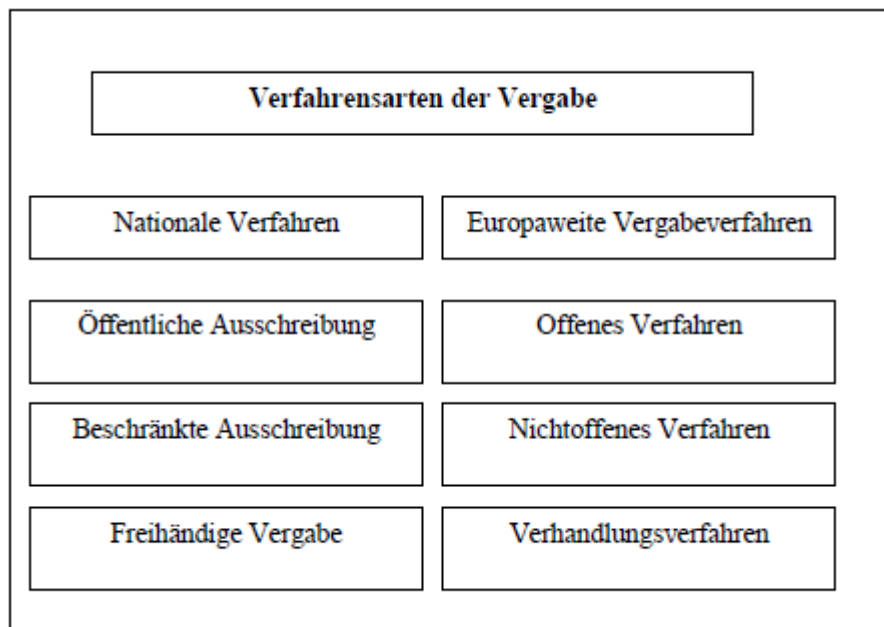 Verfahrensarten der Vergabe
Nationale Verfahren
Europaweite Vergabeverfahren
Öffentliche Ausschreibung
Offenes Verfahren
Beschränkte Ausschreibung
Nichtoffenes Verfahren
Freihändige Vergabe
Verhandlungsverfahren